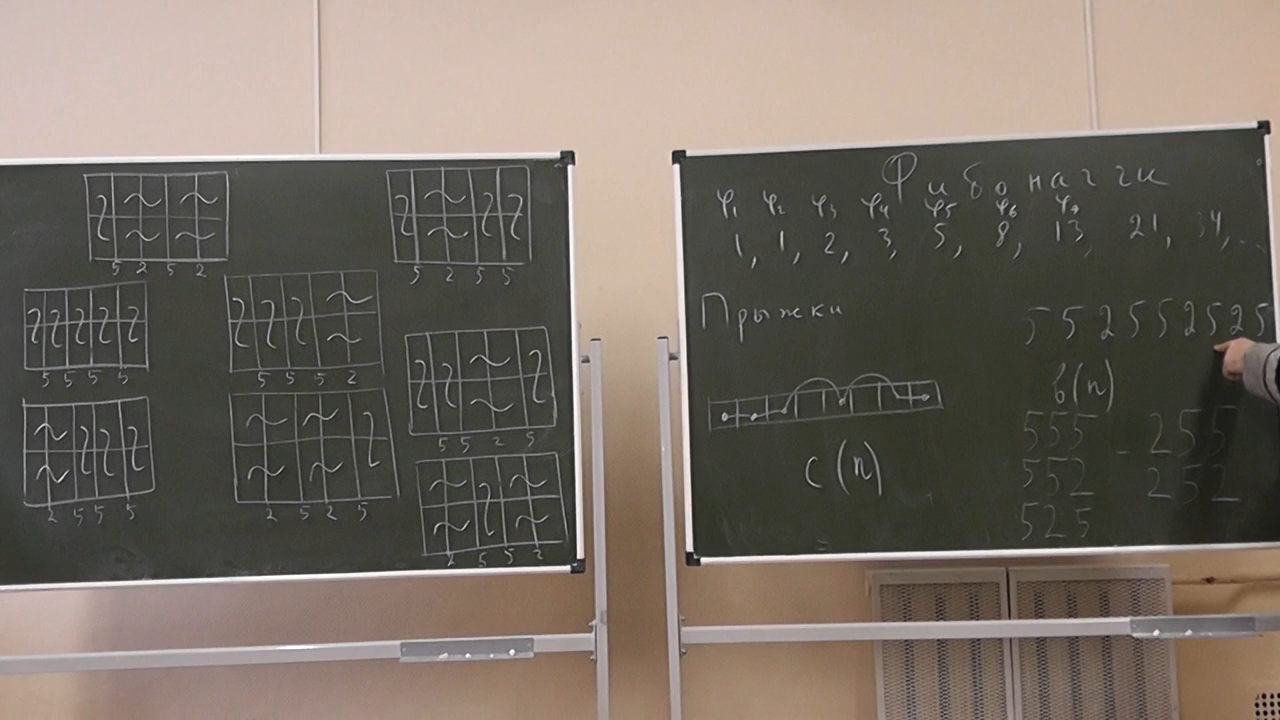 5 2 5 2
5 2 5 5
5 5 5 5
5 5 5 2
5 5 2 5
2 5 5 5
2 5 2 5
2 5 5 2
Фибоначчи
φ1 φ2 φ3 φ4 φ5 φ6 φ7
1, 1, 2, 3, 5, 8, 13, 21, 34, ...
Прыжки
5 5 2 5 5 2 5 2 5
b(n)
c(n)
555 - 255
552 252
525